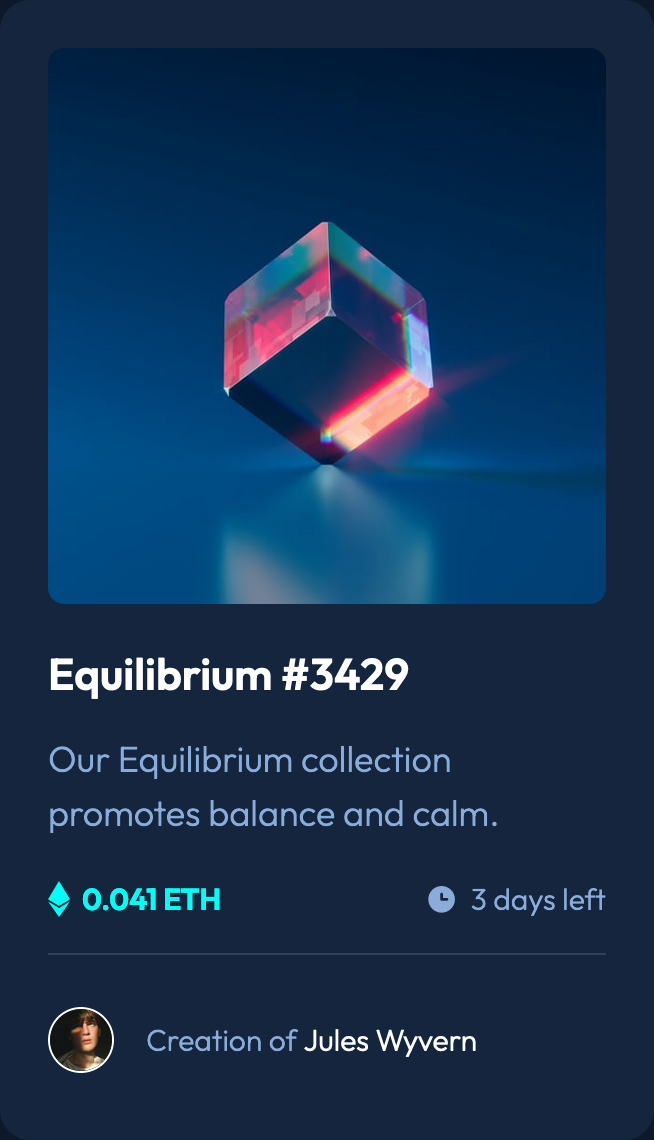 Equilibrium #3429
Our Equilibrium collection
promotes balance and calm.
0.041 ETH
3 days left
Creation of Jules Wyvern